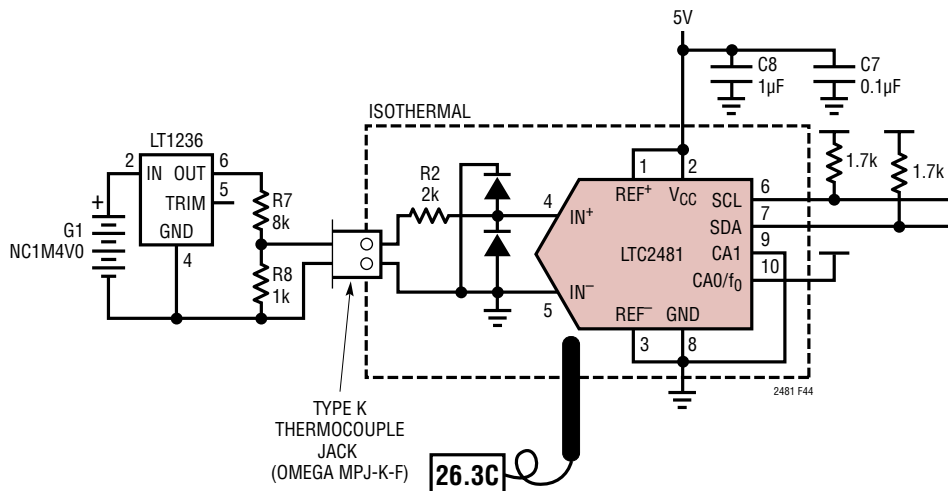 5V
C8
1µF
C7
0.1µF
ISOTHERMAL
LT1236
2
IN
OUT
6
TRIM
5
GND
4
+
G1
NC1M4V0
R7
8k
R8
1k
R2
2k
4
IN+
5
IN–
1
REF+
2
VCC
LTC2481
REF–
3
GND
8
SCL
6
SDA
7
CA1
9
CA0/f0
10
1.7k
1.7k
2481 F44
TYPE K
THERMOCOUPLE
JACK
(OMEGA MPJ-K-F)
26.3C